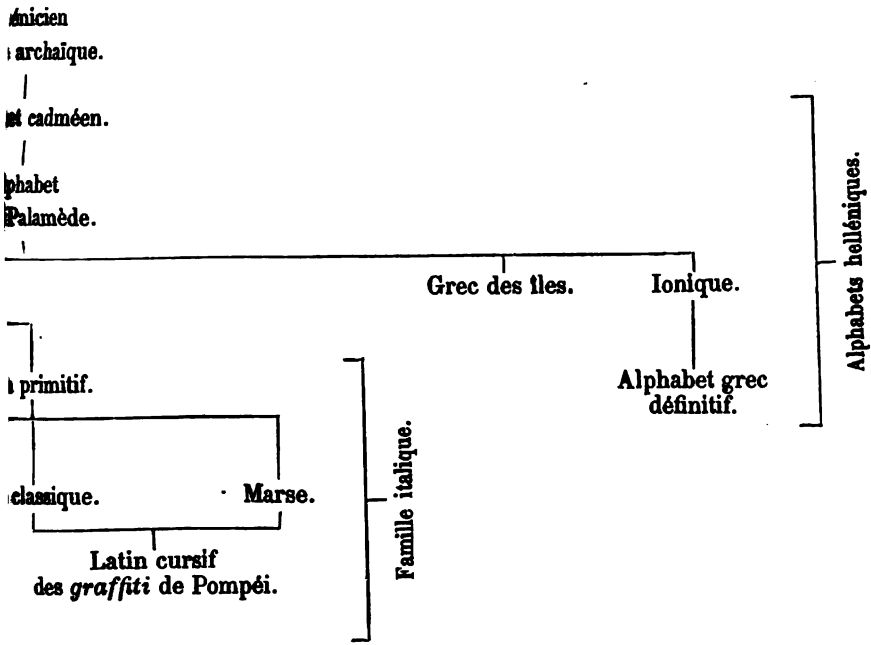 archaïque.
cadméen.
Palamède.
Grec des îles.
Ionique.
Alphabet grec
définitif.
Alphabets helléniques.
primitif.
classique.
Marse.
Latin cursif
des graffiti de Pompéi.
Famille italique.